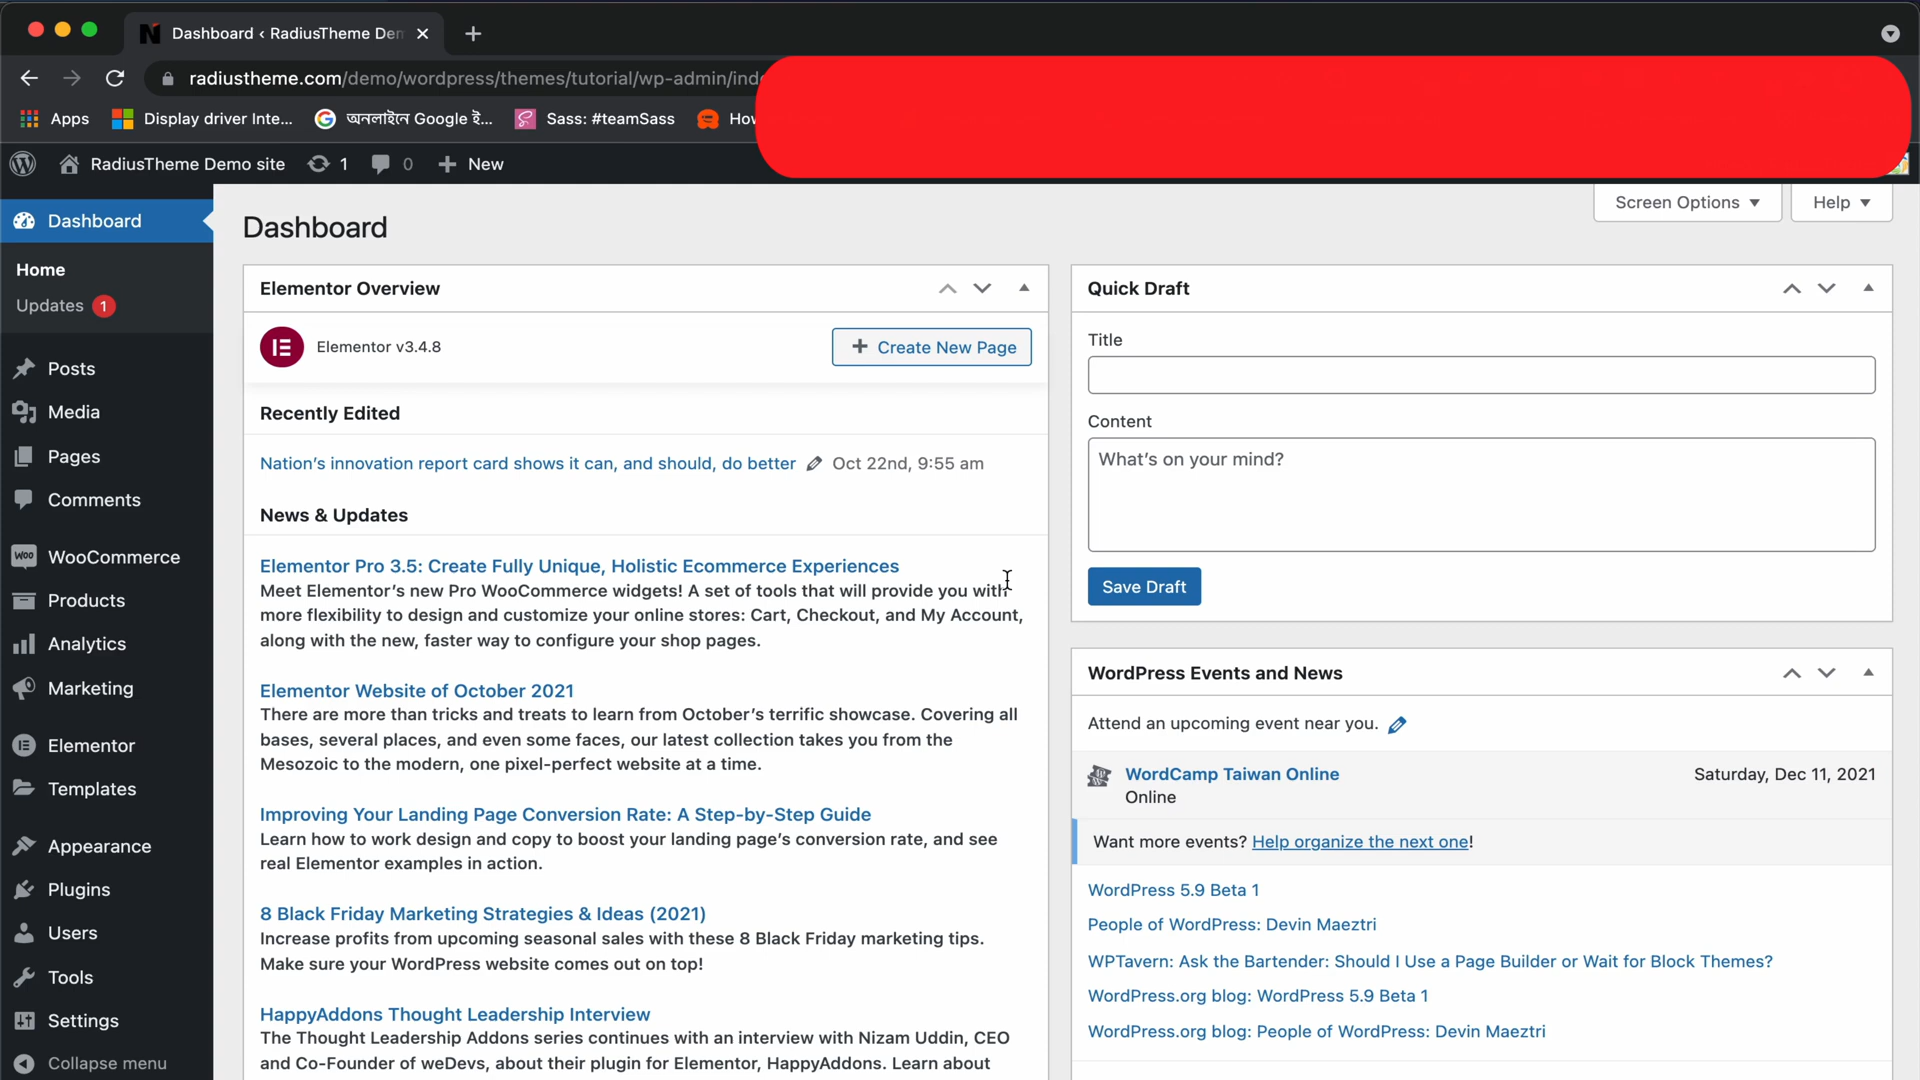 Dashboard ‹ RadiusTheme Dem
radiustheme.com/demo/wordpress/themes/tutorial/wp-admin/inde
Apps
Display driver Inte...
অনলাইনে Google ই...
Sass: #teamSass
How
RadiusTheme Demo site
1
0
New
Screen Options
Help
Dashboard
Home
Updates 1
Posts
Media
Pages
Comments
WOO
WooCommerce
Products
Analytics
Marketing
Elementor
Templates
Appearance
Plugins
Users
Tools
Settings
Collapse menu
Dashboard
Elementor Overview
Elementor v3.4.8
+ Create New Page
Recently Edited
Nation’s innovation report card shows it can, and should, do better Oct 22nd, 9:55 am
News & Updates
Elementor Pro 3.5: Create Fully Unique, Holistic Ecommerce Experiences
Meet Elementor’s new Pro WooCommerce widgets! A set of tools that will provide you with
more flexibility to design and customize your online stores: Cart, Checkout, and My Account,
along with the new, faster way to configure your shop pages.
Elementor Website of October 2021
There are more than tricks and treats to learn from October’s terrific showcase. Covering all
bases, several places, and even some faces, our latest collection takes you from the
Mesozoic to the modern, one pixel-perfect website at a time.
Improving Your Landing Page Conversion Rate: A Step-by-Step Guide
Learn how to work design and copy to boost your landing page’s conversion rate, and see
real Elementor examples in action.
8 Black Friday Marketing Strategies & Ideas (2021)
Increase profits from upcoming seasonal sales with these 8 Black Friday marketing tips.
Make sure your WordPress website comes out on top!
HappyAddons Thought Leadership Interview
The Thought Leadership Addons series continues with an interview with Nizam Uddin, CEO
and Co-Founder of weDevs, about their plugin for Elementor, HappyAddons. Learn about
Quick Draft
Title
Content
What’s on your mind?
Save Draft
WordPress Events and News
Attend an upcoming event near you.
WordCamp Taiwan Online
Saturday, Dec 11, 2021
Online
Want more events? Help organize the next one!
WordPress 5.9 Beta 1
People of WordPress: Devin Maeztri
WPTavern: Ask the Bartender: Should I Use a Page Builder or Wait for Block Themes?
WordPress.org blog: WordPress 5.9 Beta 1
WordPress.org blog: People of WordPress: Devin Maeztri